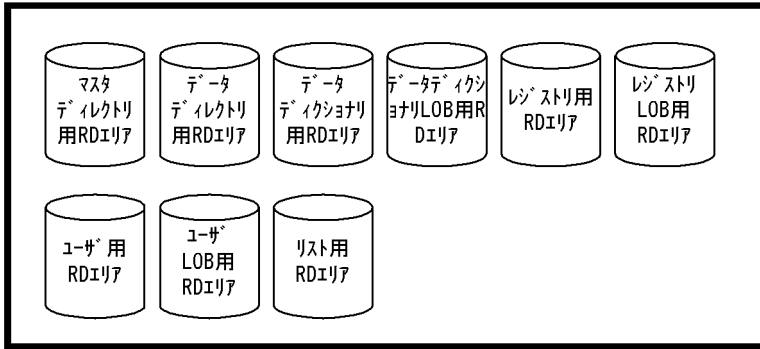 マスタ
ディレクトリ
用RDエリア
データ
ディレクトリ
用RDエリア
データ
ディクショナリ
用RDエリア
データディクシ
ョナリLOB用R
Dエリア
レジストリ用
RDエリア
レジストリ
LOB用
RDエリア
ユーザ用
RDエリア
ユーザ
LOB用
RDエリア
リスト用
RDエリア